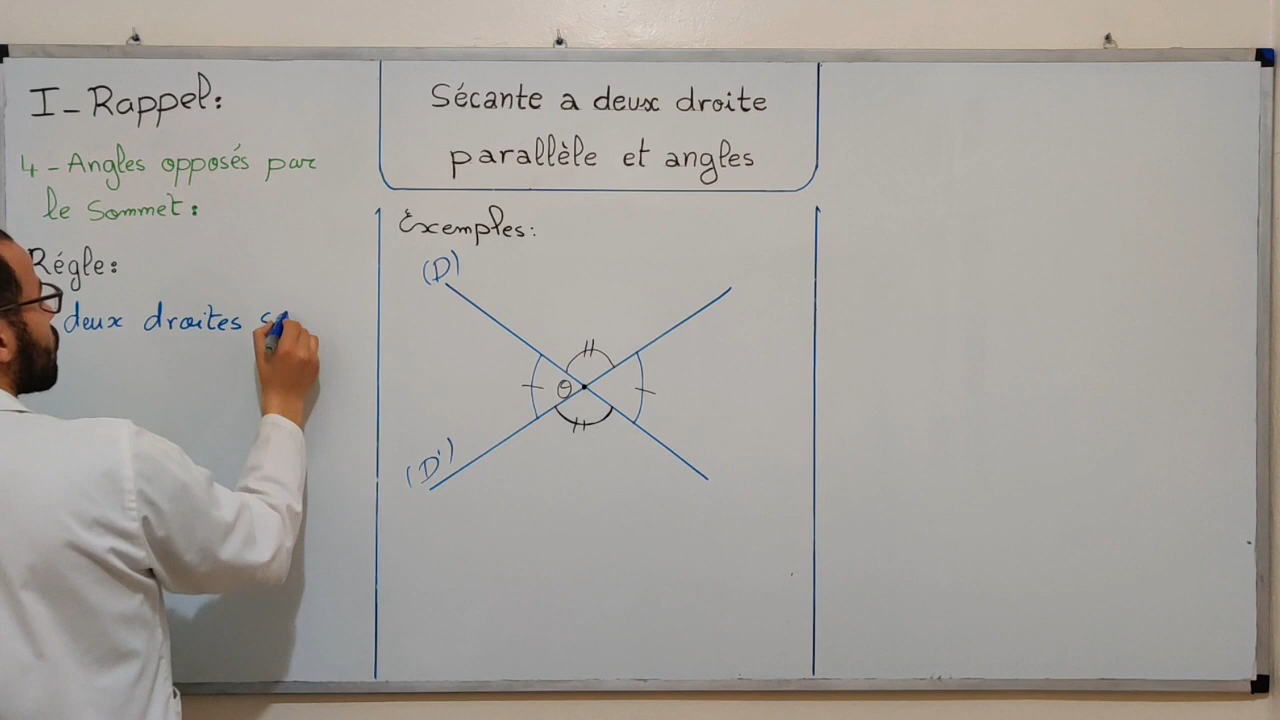 I-Rappel:
4-Angles opposés par
le Sommet:
Régle:
deux droites
Sécante a deux droite
parallèle et angles
Exemples:
(D)
O
(D')